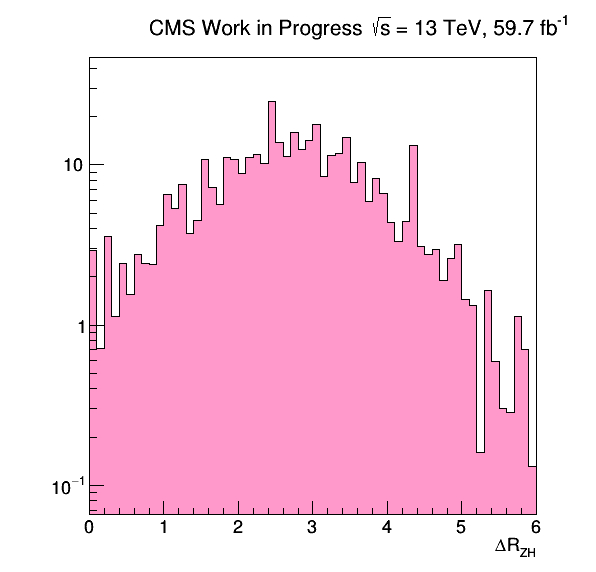 CMS Work in Progress √s = 13 TeV, 59.7 fb⁻¹
10
1
10⁻¹
0 1 2 3 4 5 6
ΔR_ZH